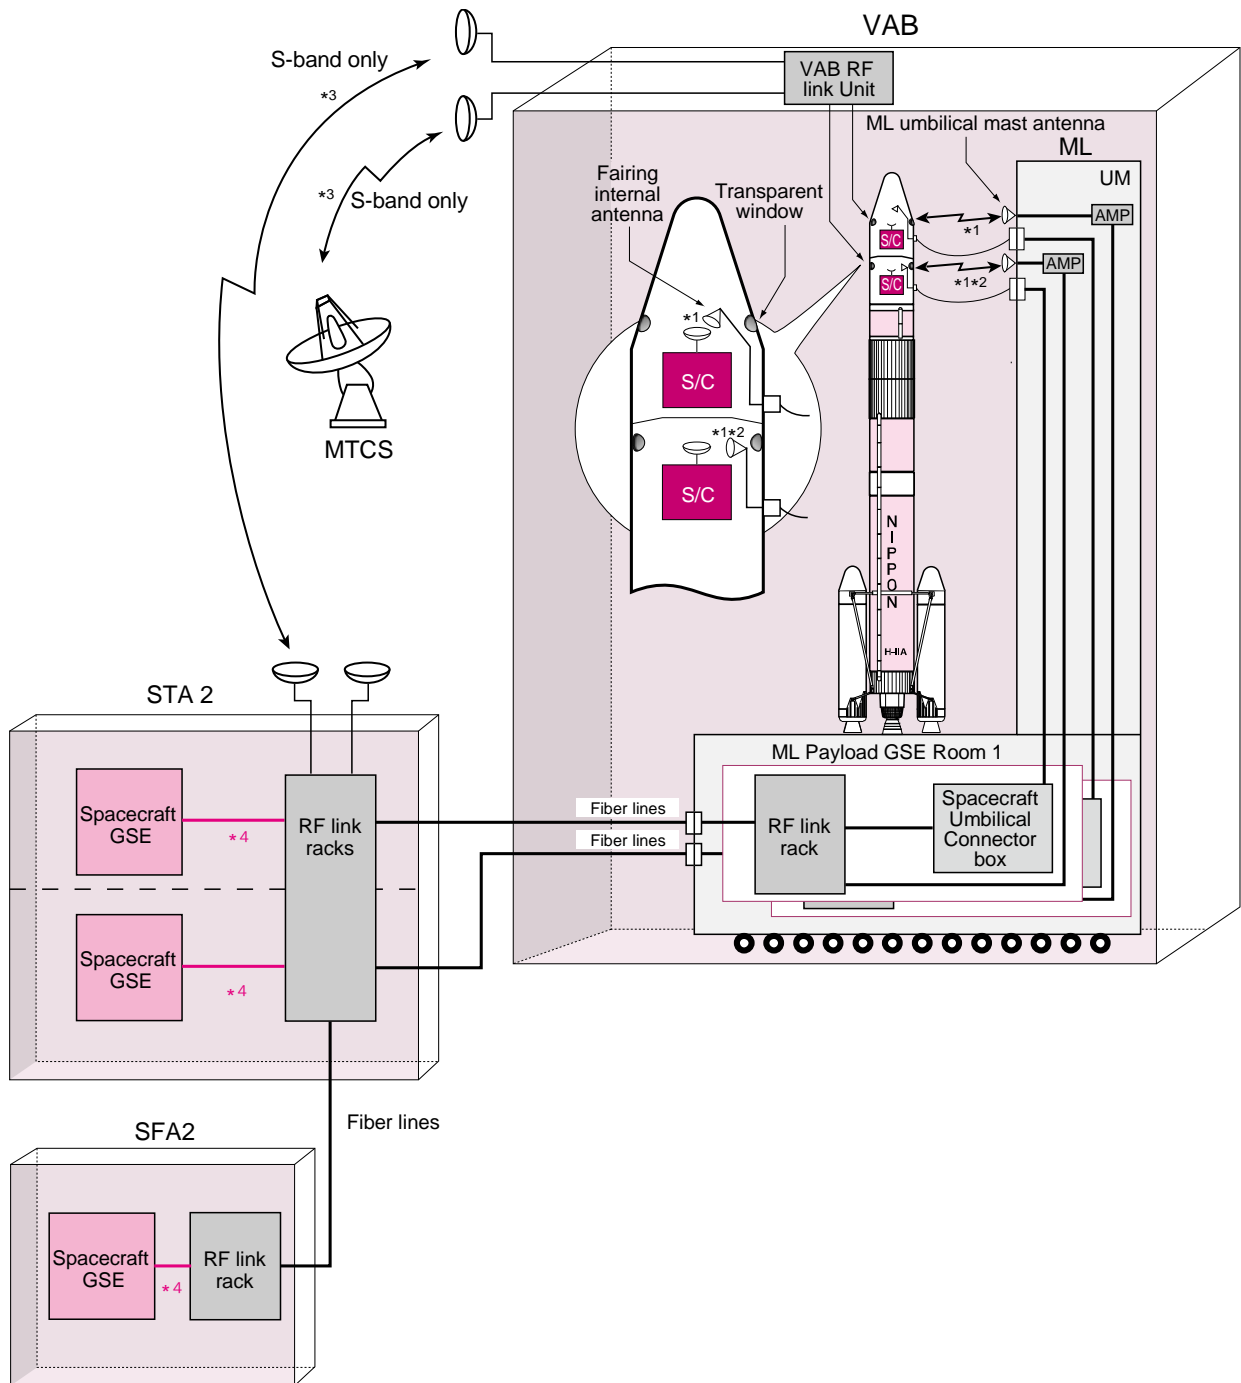 VAB
S-band only
*3
VAB RF
link Unit
ML umbilical mast antenna
ML
UM
*3
S-band only
Fairing
internal
antenna
Transparent
window
AMP
*1
S/C
AMP
*1*2
S/C
*1
S/C
*1*2
S/C
MTCS
NIPPON
H-IIA
STA 2
ML Payload GSE Room 1
Spacecraft
GSE
*4
RF link
racks
Fiber lines
Fiber lines
RF link
rack
Spacecraft
Umbilical
Connector
box
Spacecraft
GSE
*4
Fiber lines
SFA2
Spacecraft
GSE
*4
RF link
rack